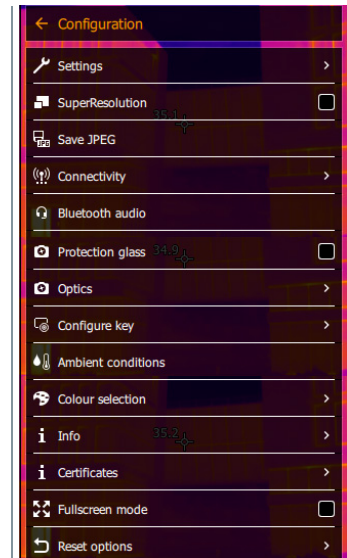 Configuration
Settings
SuperResolution
35.1
JPEG
Save JPEG
Connectivity
Bluetooth audio
Protection glass
34.9
Optics
Configure key
Ambient conditions
Colour selection
Info
35.2
Certificates
Fullscreen mode
Reset options